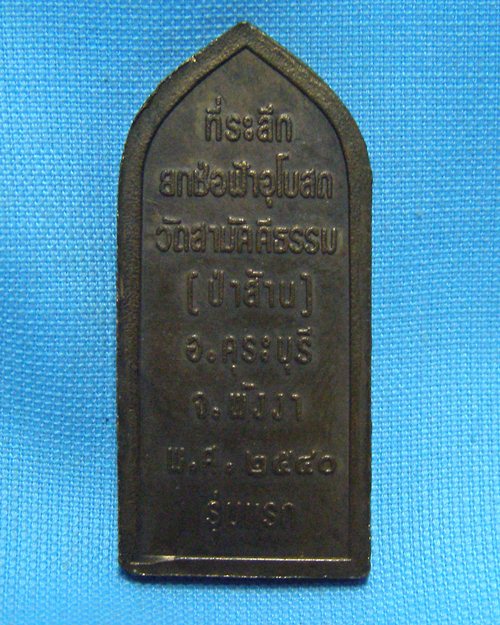 ที่ระลึก
ยกช่อฟ้าอุโบสถ
วัดสามัคคีธรรม
(ป่าส้าน)
อ.คุระบุรี
จ.พังงา
พ.ศ.๒๕๔๐
รุ่นแรก